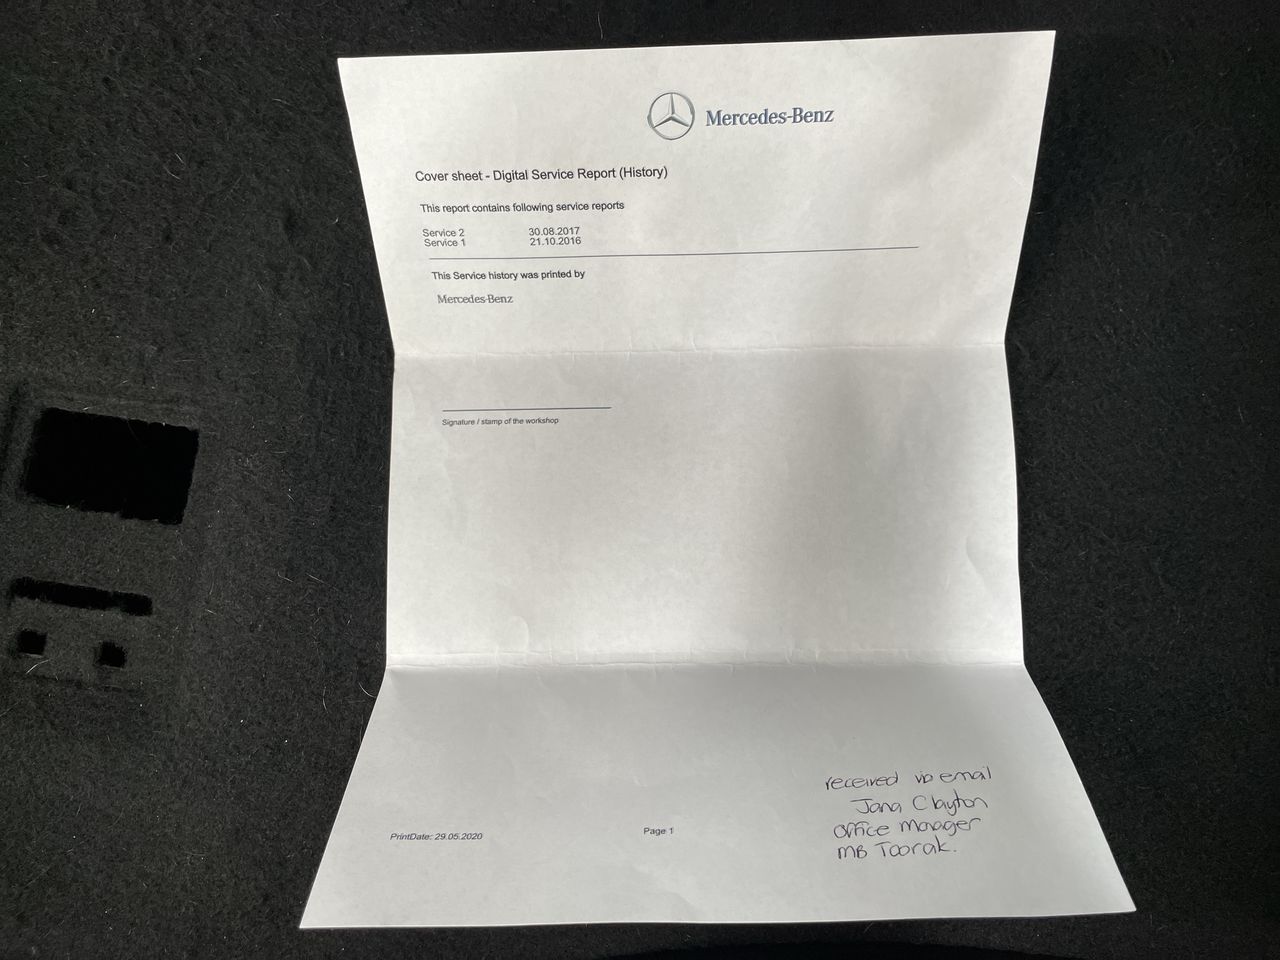 Mercedes-Benz
Cover sheet - Digital Service Report (History)
This report contains following service reports
Service 2 30.08.2017
Service 1 21.10.2016
This Service history was printed by
Mercedes-Benz
Signature / stamp of the workshop
received via email
Jana Clayton
Office Manager
MB Toorak.
PrintDate: 29.05.2020 Page 1